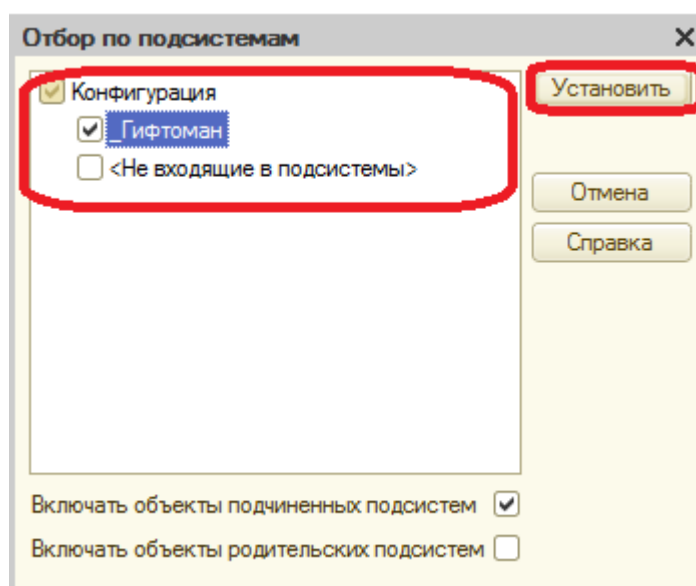 Отбор по подсистемам
Конфигурация
Установить
_Гифтоман
<Не входящие в подсистемы>
Отмена
Справка
Включать объекты подчиненных подсистем
Включать объекты родительских подсистем